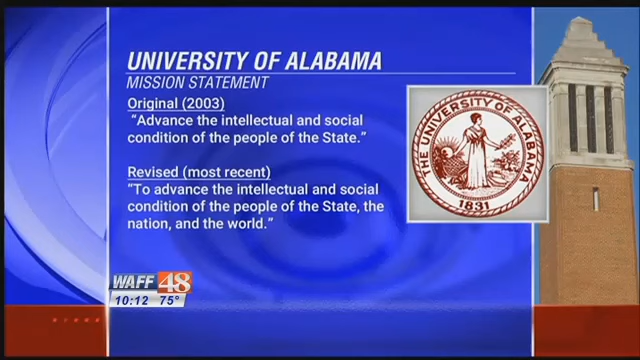 UNIVERSITY OF ALABAMA
MISSION STATEMENT
Original (2003)
“Advance the intellectual and social
condition of the people of the State.”
Revised (most recent)
“To advance the intellectual and social
condition of the people of the State, the
nation, and the world.”
THE UNIVERSITY OF ALABAMA
1831
WAFF 48
10:12 75°